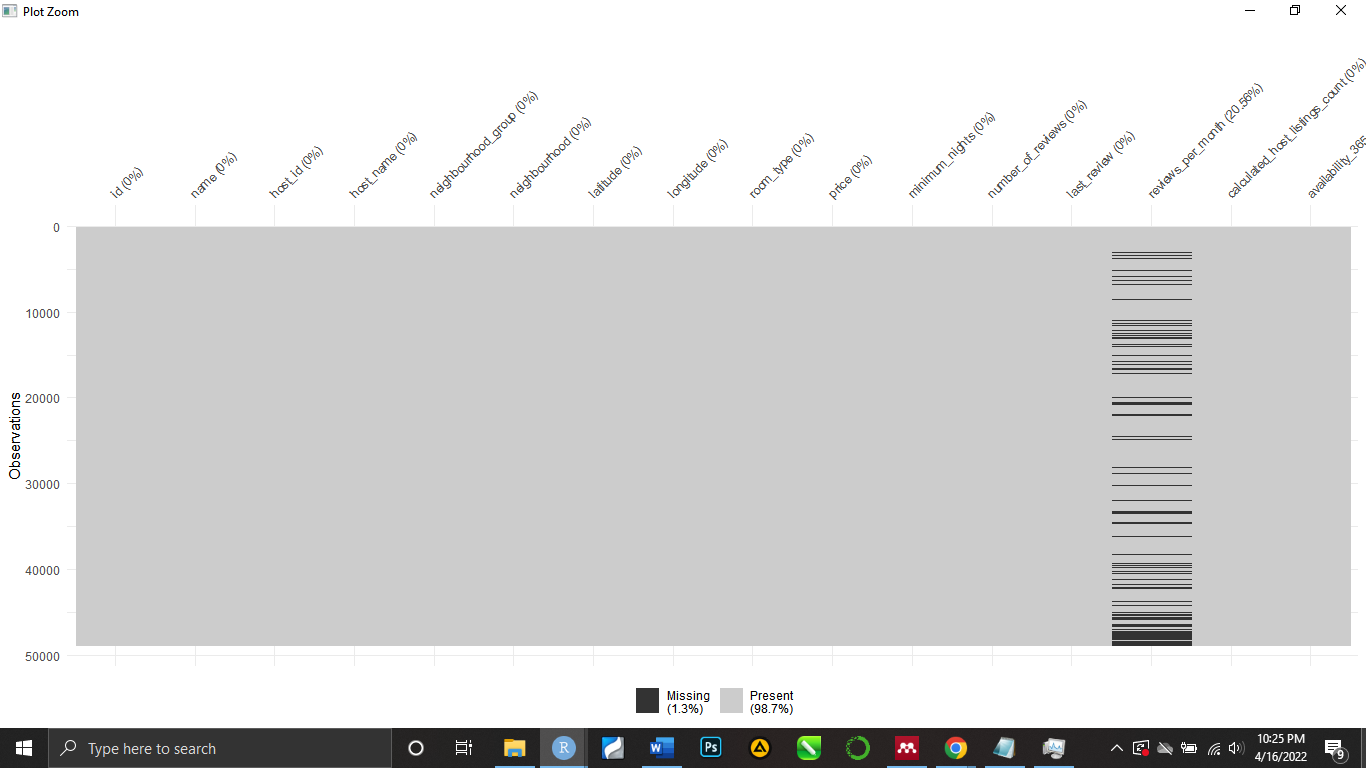 Plot Zoom
id (0%)
name (0%)
host_id (0%)
host_name (0%)
neighbourhood_group (0%)
neighbourhood (0%)
latitude (0%)
longitude (0%)
room_type (0%)
price (0%)
minimum_nights (0%)
number_of_reviews (0%)
last_review (0%)
reviews_per_month (20.56%)
calculated_host_listings_count (0%)
availability_365
0
10000
20000
30000
40000
50000
Observations
Missing
(1.3%)
Present
(98.7%)
Type here to search
R
W
Ps
10:25 PM
4/16/2022
9